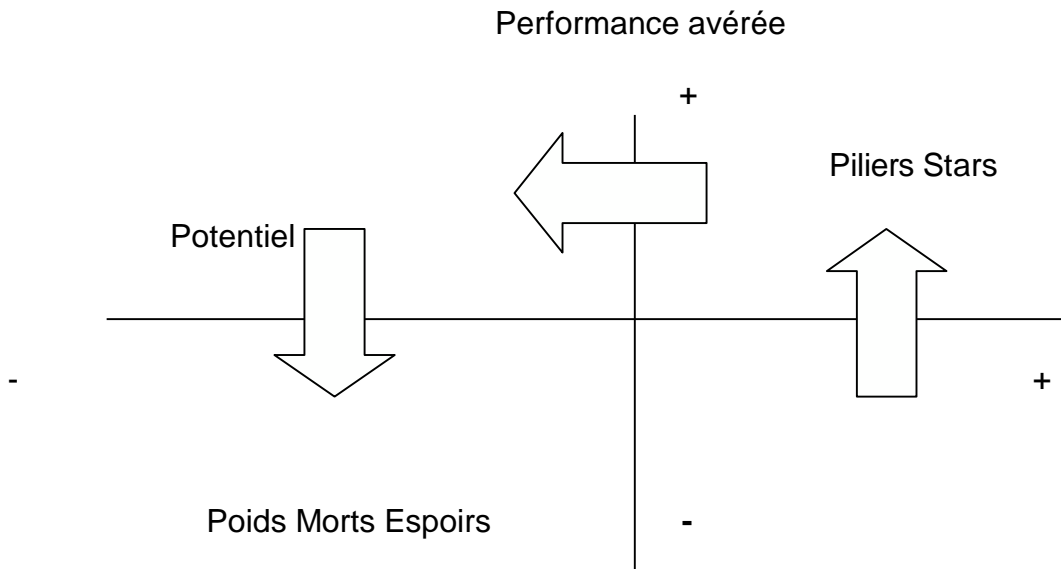 Performance avérée
+
Piliers Stars
Potentiel
- +
Poids Morts Espoirs -